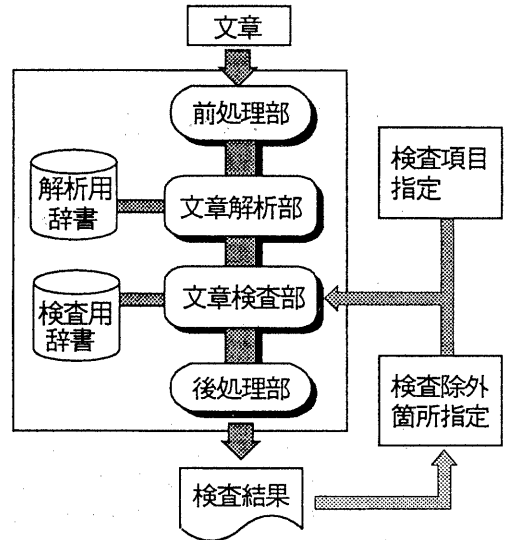 文章
前処理部
解析用
辞書
文章解析部
検査項目
指定
検査用
辞書
文章検査部
後処理部
検査除外
箇所指定
検査結果